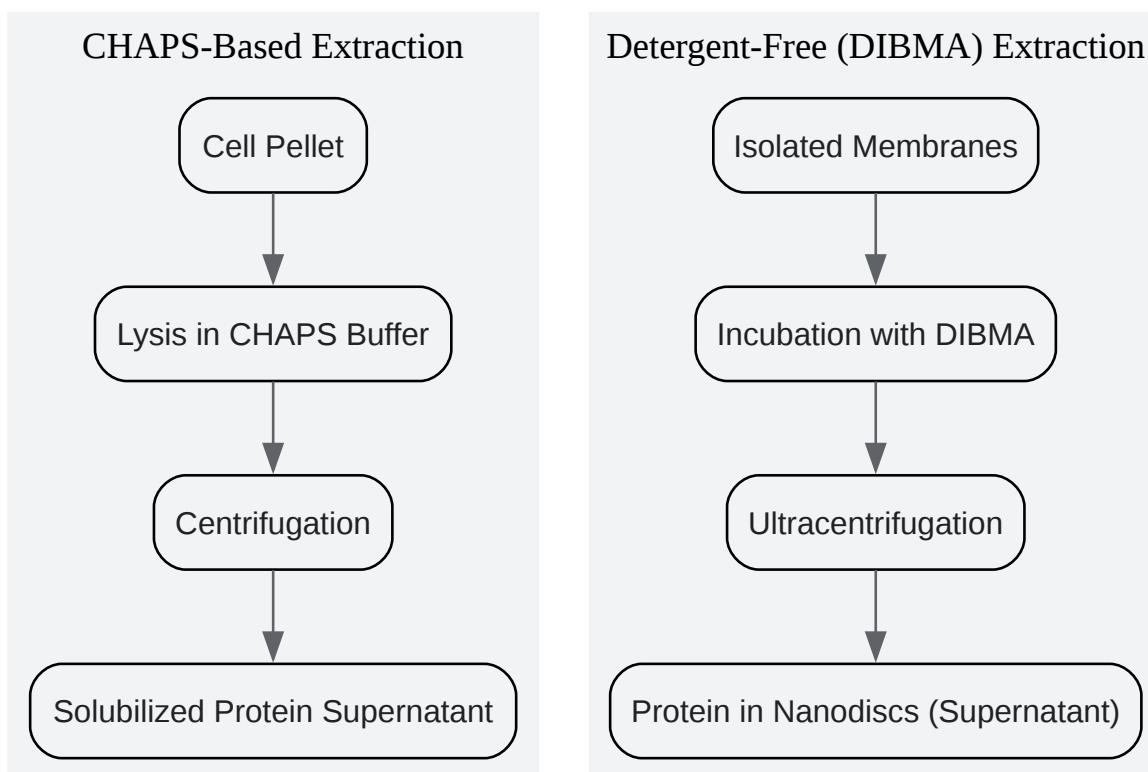 CHAPS-Based Extraction
Cell Pellet
Lysis in CHAPS Buffer
Centrifugation
Solubilized Protein Supernatant
Detergent-Free (DIBMA) Extraction
Isolated Membranes
Incubation with DIBMA
Ultracentrifugation
Protein in Nanodiscs (Supernatant)